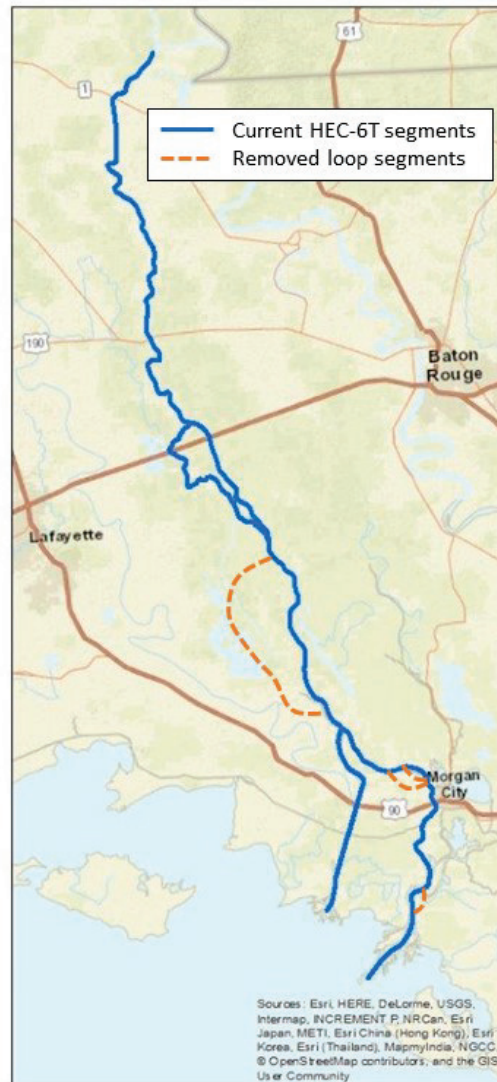 61
1
Current HEC-6T segments
Removed loop segments
190
Baton
Rouge
Lafayette
Morgan
City
90
Sources: Esri, HERE, DeLorme, USGS,
Intermap, INCREMENT P, NRCan, Esri
Japan, METI, Esri China (Hong Kong), Esri
Korea, Esri (Thailand), MapmyIndia, NGCC,
© OpenStreetMap contributors, and the GIS
User Community